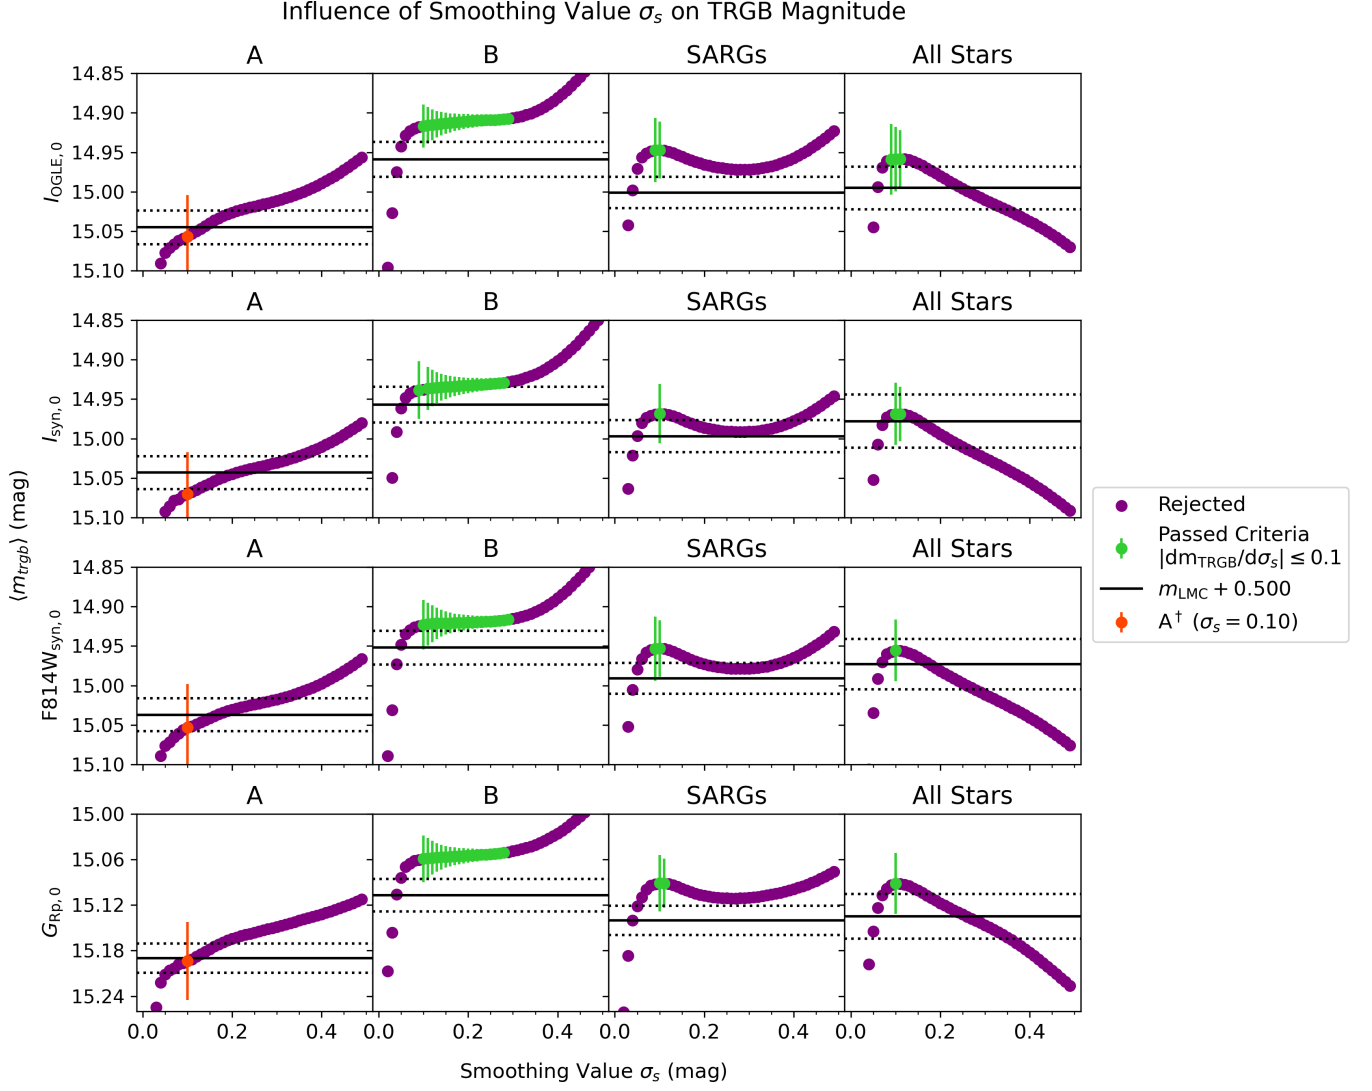 Influence of Smoothing Value σs on TRGB Magnitude
A B SARGs All Stars
14.85
14.90
14.95
15.00
15.05
15.10
I_OGLE,0
A B SARGs All Stars
14.85
14.90
14.95
15.00
15.05
15.10
I_syn,0
⟨m_trgb⟩ (mag)
A B SARGs All Stars
14.85
14.90
14.95
15.00
15.05
15.10
F814W_syn,0
A B SARGs All Stars
15.00
15.06
15.12
15.18
15.24
G_Rp,0
0.0 0.2 0.4 0.0 0.2 0.4 0.0 0.2 0.4 0.0 0.2 0.4
Smoothing Value σs (mag)
Rejected
Passed Criteria
|dm_TRGB/dσs| ≤ 0.1
m_LMC + 0.500
A† (σs = 0.10)